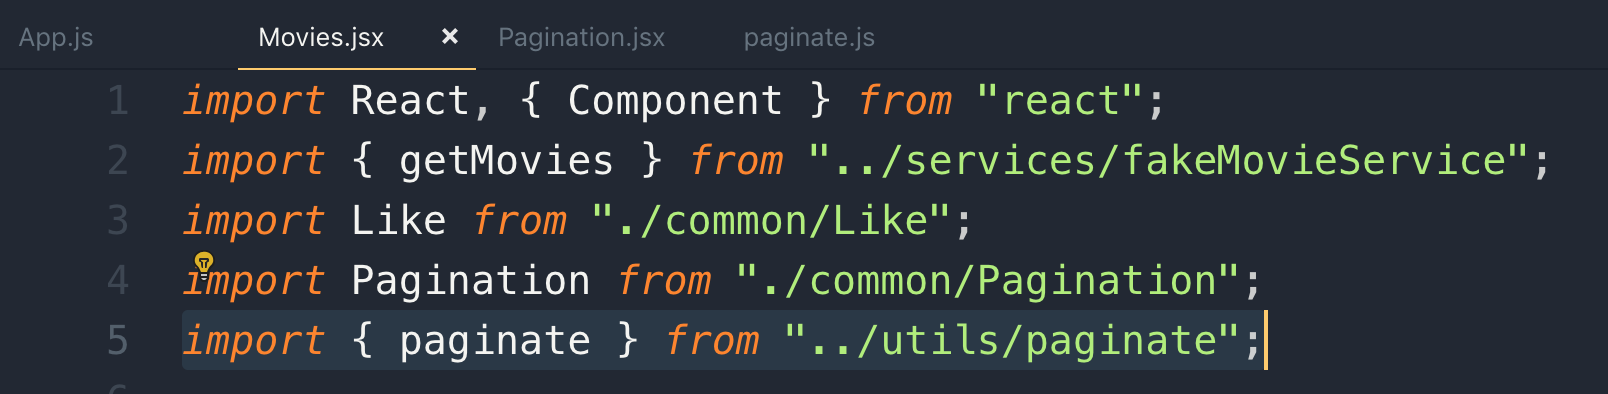 App.js Movies.jsx × Pagination.jsx paginate.js
1 import React, { Component } from "react";
2 import { getMovies } from "../services/fakeMovieService";
3 import Like from "./common/Like";
4 import Pagination from "./common/Pagination";
5 import { paginate } from "../utils/paginate";